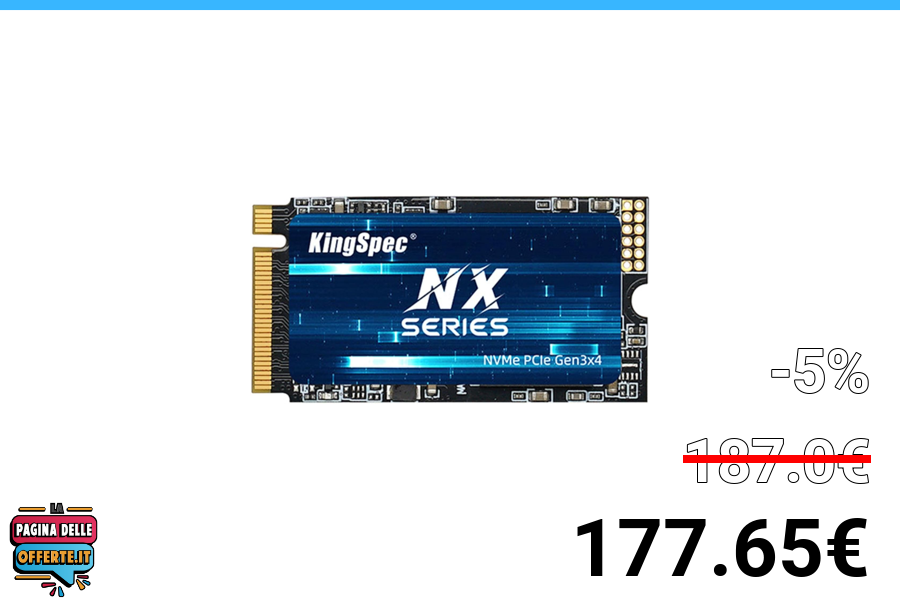 KingSpec®
NX
SERIES
NVMe PCIe Gen3x4
-5%
187.0€
177.65€
LA
PAGINA DELLE
OFFERTE.IT